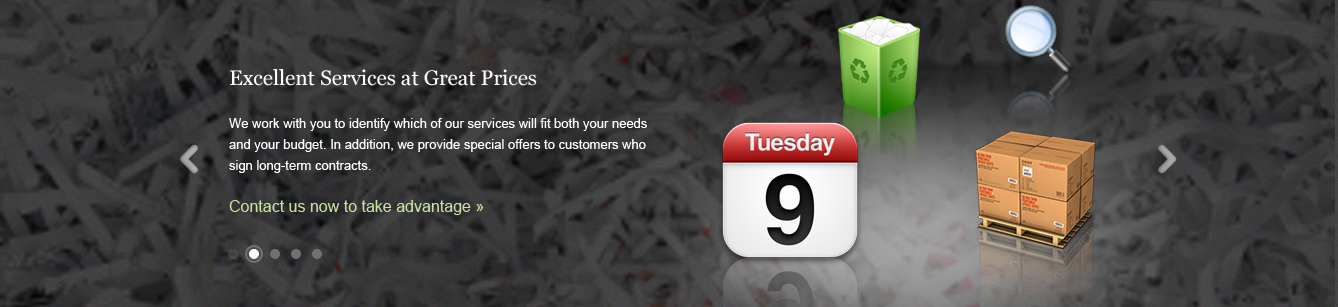 Excellent Services at Great Prices
We work with you to identify which of our services will fit both your needs
and your budget. In addition, we provide special offers to customers who
sign long-term contracts.
Contact us now to take advantage »
Tuesday
9